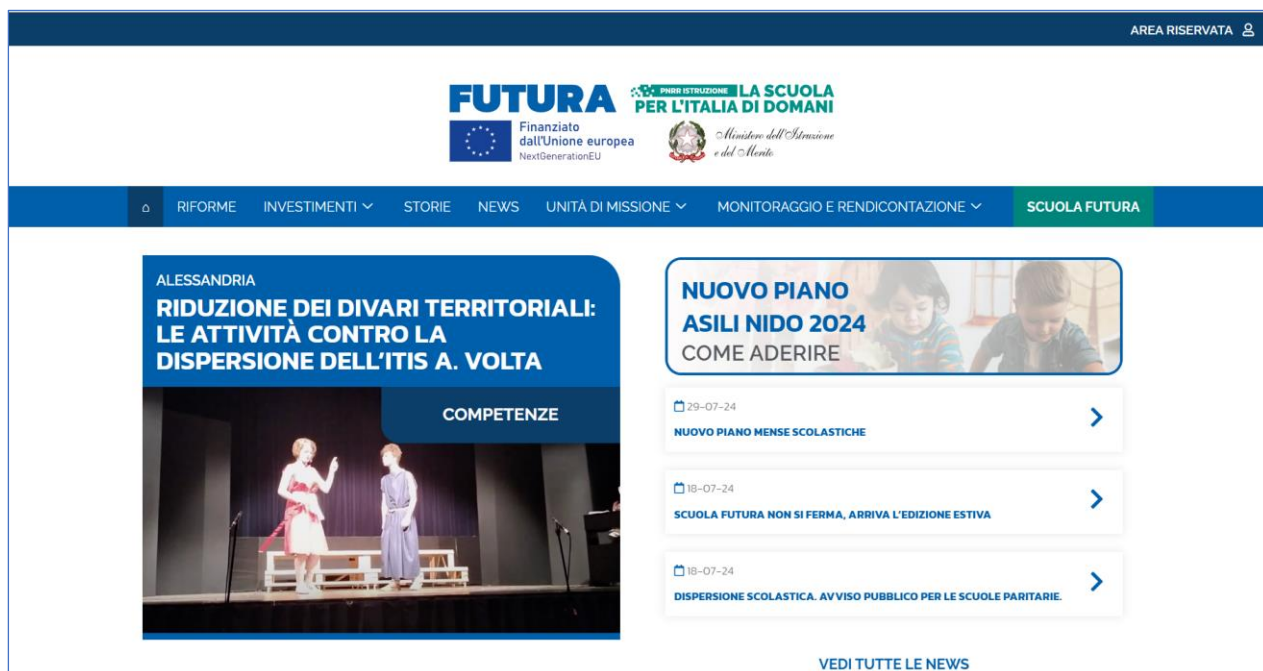 AREA RISERVATA
FUTURA
PNRR ISTRUZIONE LA SCUOLA
PER L'ITALIA DI DOMANI
Finanziato
dall'Unione europea
NextGenerationEU
Ministero dell'Istruzione
e del Merito
RIFORME INVESTIMENTI STORIE NEWS UNITÀ DI MISSIONE MONITORAGGIO E RENDICONTAZIONE SCUOLA FUTURA
ALESSANDRIA
RIDUZIONE DEI DIVARI TERRITORIALI:
LE ATTIVITÀ CONTRO LA
DISPERSIONE DELL'ITIS A. VOLTA
COMPETENZE
NUOVO PIANO
ASILI NIDO 2024
COME ADERIRE
29-07-24
NUOVO PIANO MENSE SCOLASTICHE
18-07-24
SCUOLA FUTURA NON SI FERMA, ARRIVA L'EDIZIONE ESTIVA
18-07-24
DISPERSIONE SCOLASTICA. AVVISO PUBBLICO PER LE SCUOLE PARITARIE.
VEDI TUTTE LE NEWS